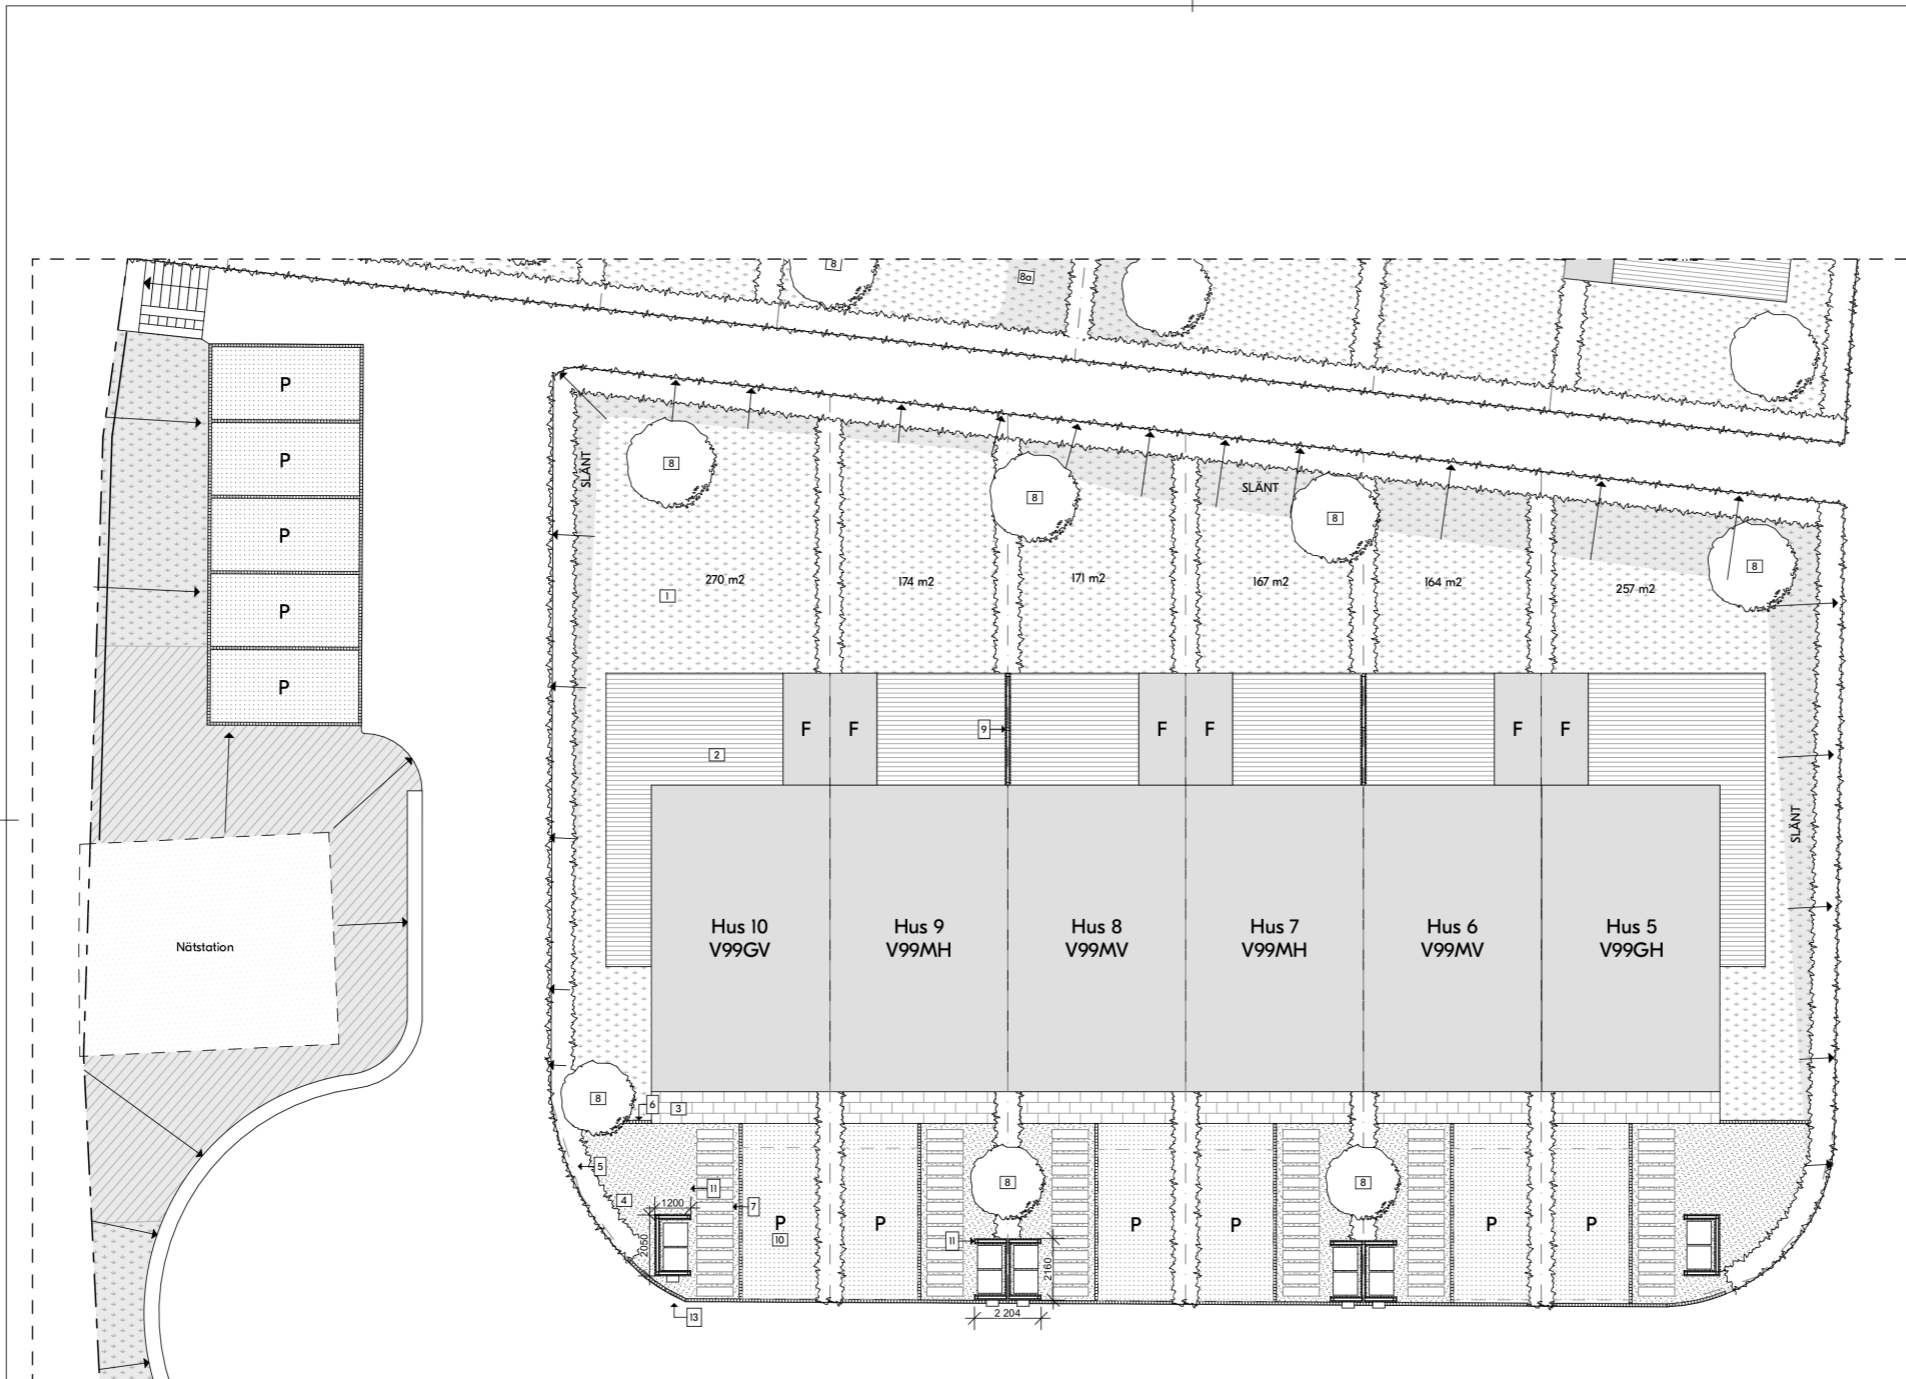 8
8a
P
P
P
P
P
SLÄNT
8
8
SLÄNT
8
8
270 m2
174 m2
171 m2
167 m2
164 m2
257 m2
1
F
F
9
F
F
F
F
2
SLÄNT
Nätstation
Hus 10
V99GV
Hus 9
V99MH
Hus 8
V99MV
Hus 7
V99MH
Hus 6
V99MV
Hus 5
V99GH
8
6
3
5
11
4
1200
7
8
8
P
10
P
P
P
P
P
2050
11
2160
13
2 204